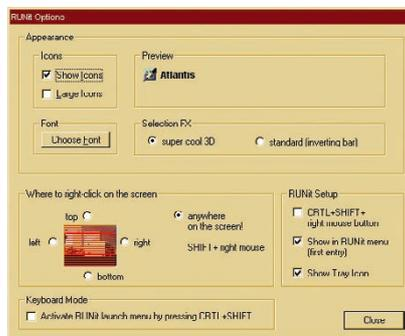 RUNit Options
Appearance
Icons
Show Icons
Large Icons
Preview
Atlantis
Font
Choose Font
Selection FX
super cool 3D
standard (inverting bar)
Where to right-click on the screen
top
left
right
bottom
anywhere
on the screen!
SHIFT + right mouse
RUNit Setup
CRTL+SHIFT+
right mouse button
Show in RUNit menu
(first entry)
Show Tray Icon
Keyboard Mode
Activate RUNit launch menu by pressing CRTL+SHIFT
Close